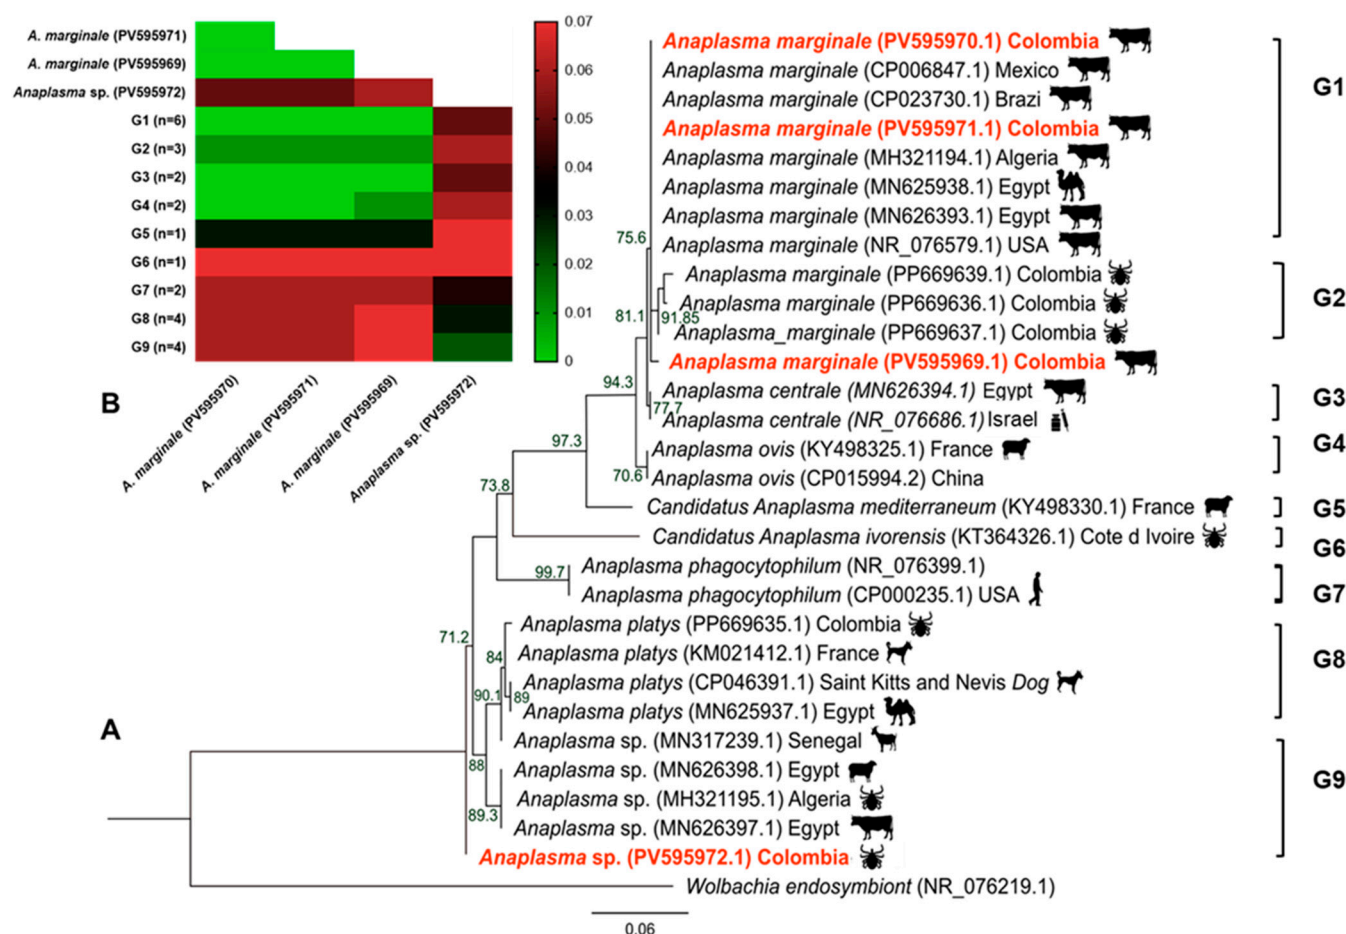 A. marginale (PV595971)
A. marginale (PV595969)
Anaplasma sp. (PV595972)
G1 (n=6)
G2 (n=3)
G3 (n=2)
G4 (n=2)
G5 (n=1)
G6 (n=1)
G7 (n=2)
G8 (n=4)
G9 (n=4)
0.07
0.06
0.05
0.04
0.03
0.02
0.01
0
B
A. marginale (PV595970)
A. marginale (PV595971)
A. marginale (PV595969)
Anaplasma sp. (PV595972)
Anaplasma marginale (PV595970.1) Colombia
Anaplasma marginale (CP006847.1) Mexico
Anaplasma marginale (CP023730.1) Brazi
Anaplasma marginale (PV595971.1) Colombia
Anaplasma marginale (MH321194.1) Algeria
Anaplasma marginale (MN625938.1) Egypt
Anaplasma marginale (MN626393.1) Egypt
Anaplasma marginale (NR_076579.1) USA
Anaplasma marginale (PP669639.1) Colombia
Anaplasma marginale (PP669636.1) Colombia
Anaplasma_marginale (PP669637.1) Colombia
Anaplasma marginale (PV595969.1) Colombia
Anaplasma centrale (MN626394.1) Egypt
Anaplasma centrale (NR_076686.1) Israel
Anaplasma ovis (KY498325.1) France
Anaplasma ovis (CP015994.2) China
Candidatus Anaplasma mediterraneum (KY498330.1) France
Candidatus Anaplasma ivorensis (KT364326.1) Cote d Ivoire
Anaplasma phagocytophilum (NR_076399.1)
Anaplasma phagocytophilum (CP000235.1) USA
Anaplasma platys (PP669635.1) Colombia
Anaplasma platys (KM021412.1) France
Anaplasma platys (CP046391.1) Saint Kitts and Nevis Dog
Anaplasma platys (MN625937.1) Egypt
Anaplasma sp. (MN317239.1) Senegal
Anaplasma sp. (MN626398.1) Egypt
Anaplasma sp. (MH321195.1) Algeria
Anaplasma sp. (MN626397.1) Egypt
Anaplasma sp. (PV595972.1) Colombia
Wolbachia endosymbiont (NR_076219.1)
75.6
81.1
91.85
94.3
77.7
97.3
70.6
73.8
99.7
71.2
84
90.1
89
88
89.3
A
0.06
G1
G2
G3
G4
G5
G6
G7
G8
G9